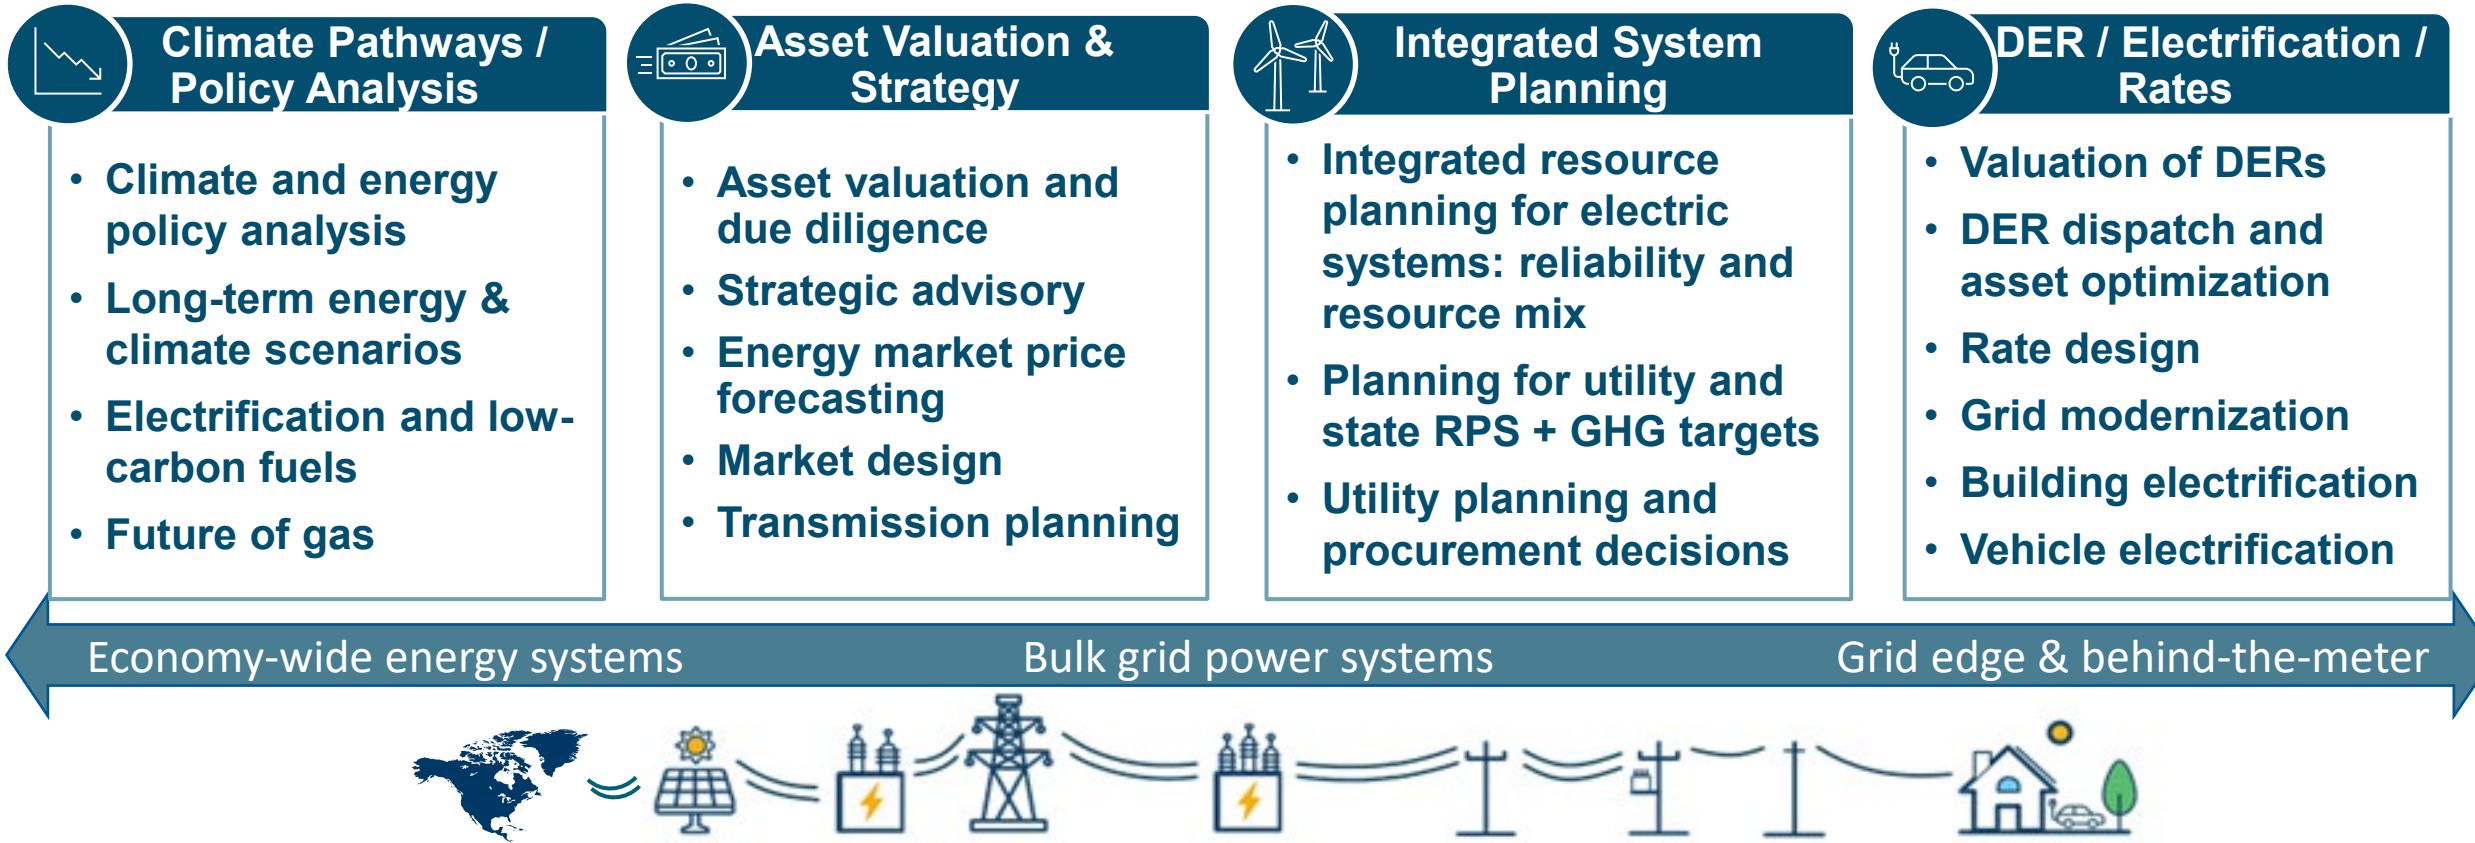 Climate Pathways /
Policy Analysis
• Climate and energy
policy analysis
• Long-term energy &
climate scenarios
• Electrification and low-
carbon fuels
• Future of gas
Asset Valuation &
Strategy
• Asset valuation and
due diligence
• Strategic advisory
• Energy market price
forecasting
• Market design
• Transmission planning
Integrated System
Planning
• Integrated resource
planning for electric
systems: reliability and
resource mix
• Planning for utility and
state RPS + GHG targets
• Utility planning and
procurement decisions
DER / Electrification /
Rates
• Valuation of DERs
• DER dispatch and
asset optimization
• Rate design
• Grid modernization
• Building electrification
• Vehicle electrification
Economy-wide energy systems
Bulk grid power systems
Grid edge & behind-the-meter